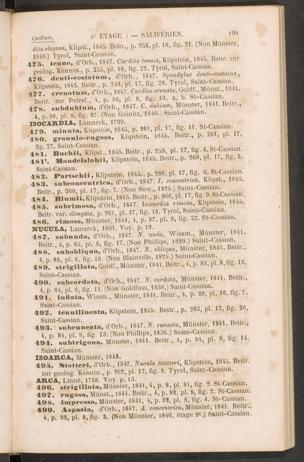 Cardium. 6e ÉTAGE : — SALIFÉRIEN. 199
dita elegans, Klipst., 1845. Beitr., p. 255, pl. 16, fig. 21. (Non Münster,
1840.) Tyrol, Saint-Cassian.
475. tenue, d'Orb., 1847. Cardita tenuis, Klipstein, 1845. Beitr. zur
geolog. Kenntn., p. 255, pl. 16, fig. 22. Tyrol, Saint-Cassian.
476. denti-costatum, d'Orb., 1847. Spondylus denti-costatus,
Klipstein, 1845. Beitr., p. 246, pl. 16, fig. Tyrol, Saint-Cassian.
477. crenatum, d'Orb., 1847. Cardita crenata, Goldf., Münst., 1841.
Beitr. zur Petref., 4, p. 86, pl. 8, fig. 19, a, b. St-Cassian.
478. subdubium, d'Orb., 1847. C. dubium, Münster, 1841. Beitr.,
4, p. 90, pl. 8, fig. 27. (Non Geinitz, 1840.) Saint-Cassian.
ISOCARDIA, Lamarck, 1799.
479. minuta, Klipstein, 1845, p. 261, pl. 17, fig. 11. St-Cassian.
480. granulo-rugosa, Klipstein, 1845. Beitr., p. 261, pl. 17,
fig. 27. Saint-Cassian.
481. Buchii, Klipst., 1845. Beitr., p. 259, pl. 17, fig. 4. St-Cassian.
481'. Mandelslohii, Klipstein, 1845. Beitr., p. 260, pl. 17, fig. 5.
Saint-Cassian.
482. Partschii, Klipstein, 1845, p. 260, pl. 17, fig. 6. St-Cassian.
483. subconcentrica, d'Orb., 1847. I. concentrica, Klipst., 1845.
Beitr., p. 260, pl. 17, fig. 7. (Non Sow., 1825.) Saint-Cassian.
484. Blumii, Klipstein, 1845. Beitr., p. 260, pl. 17, fig. 9. St-Cassian.
485. subrimosa, d'Orb., 1847. Isocardia rimosa, Klipstein, 1845.
Beitr. var. elongata, p. 261, pl. 17, fig. 10. Tyrol, Saint-Cassian.
486. rimosa, Münster, 1841, 4, p. 87, pl. 8, fig. 22. St-Cassian.
NUCULA, Lamarck, 1801. Voy. p. 11.
487. subnuda, d'Orb., 1847. N. nuda, Wissm., Münster, 1841.
Beitr., 4, p. 85, pl. 8, fig. 17. (Non Phillips, 1829.) Saint-Cassian.
488. subobliqua, d'Orb., 1847. N. obliqua, Münster, 1841. Beitr.,
4, p. 85, pl. 8, fig. 18. (Non Blainville, 1825.) Saint-Cassian.
489. strigillata, Goldf., Münster, 1841. Beitr., 4, p. 83, pl. 8, fig.
Saint-Cassian.
490. subcordata, d'Orb., 1847. N. cordata, Münster, 1841. Beitr.,
4, p. 84, pl. 8, fig. 11. (Non Goldfuss, 1838.) Saint-Cassian.
491. inflata, Wissm., Münster, 1841. Beitr., 4, p. 20, pl. 16, fig. 7.
Saint-Cassian.
492. tenuilineata, Klipstein, 1845. Beitr., p. 263, pl. 17, fig. 20.
Saint-Cassian.
493. subcuneata, d'Orb., 1847. N. cuneata, Münster, 1841. Beitr.,
4, p. 84, pl. 8, fig. 13. (Non Phillips, 1836.) Saint-Cassian.
494. subtrigona, Münster, 1841. Beitr., 4, p. 84, pl. 8, fig. 14.
Saint-Cassian.
ISOARCA, Münster, 1843.
495. Stotteri, d'Orb., 1847. Nucula Stotteri, Klipstein, 1845. Beitr.
zur geolog. Kenntn., p. 262, pl. 17, fig. 8. Tyrol, Saint-Cassian.
ARCA, Linné, 1758. Voy. p. 13.
496. strigillata, Münster, 1841, 4, p. 8, pl. 81, fig. 2. St-Cassian.
497. rugosa, Münst., 1841. Beitr., 4, p. 82, pl. 8, fig. 2. St-Cassian.
498. impressa, Münster, 1841, 4, p. 82, pl. 8, fig. 4. St-Cassian.
499. Aspasia, d'Orb., 1847. A. concentrica, Münster, 1841. Beitr.,
4, p. 82, pl. 8, fig. 3. (Non Münster, 1840, étage 26e.) Saint-Cassian.